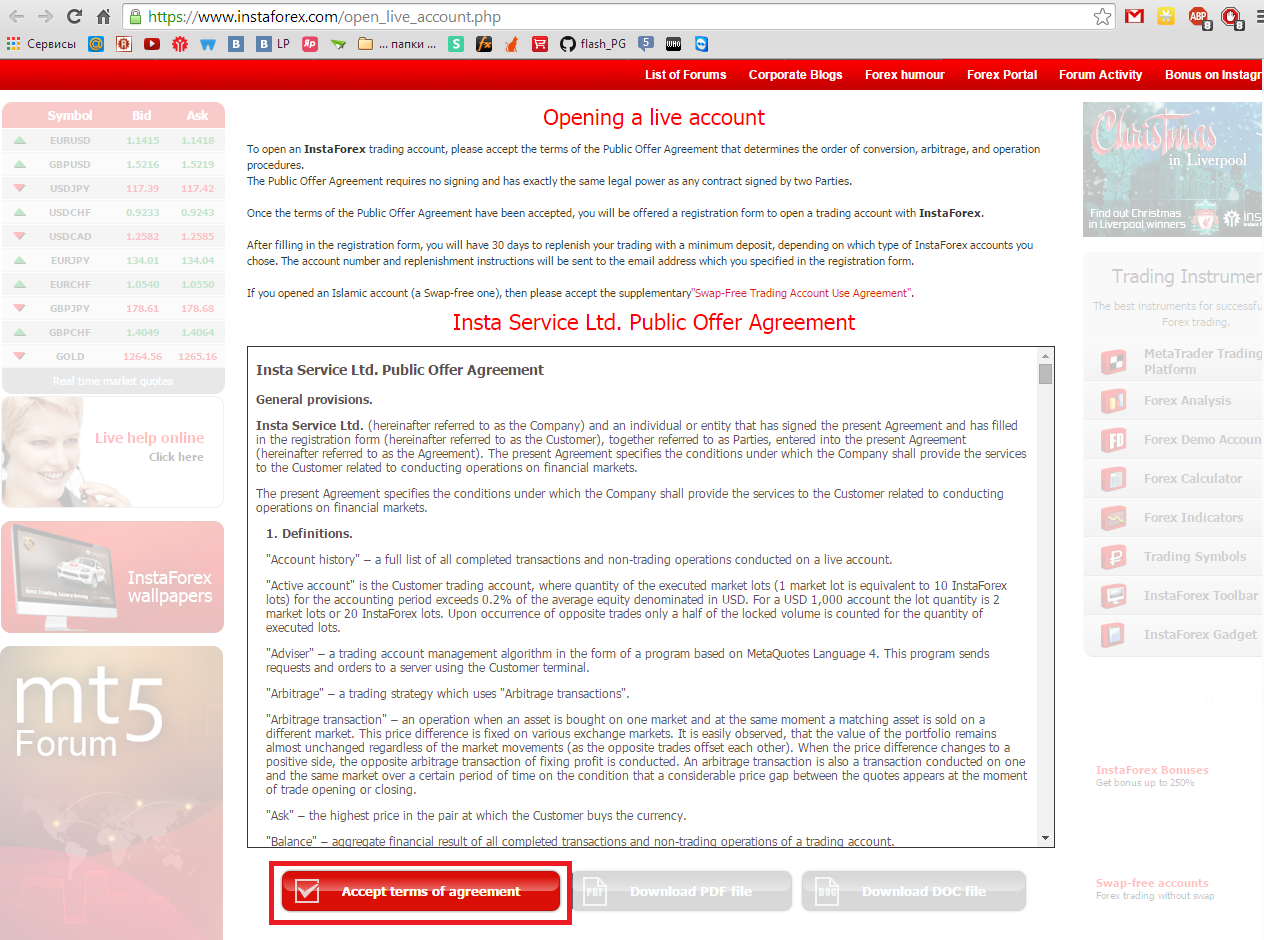 https://www.instaforex.com/open_live_account.php
Сервисы
LP
... папки ...
flash_PG
List of Forums Corporate Blogs Forex humour Forex Portal Forum Activity Bonus on Instagr
Symbol Bid Ask
EURUSD 1.1415 1.1418
GBPUSD 1.5216 1.5219
USDJPY 117.39 117.42
USDCHF 0.9233 0.9243
USDCAD 1.2582 1.2585
EURJPY 134.01 134.04
EURCHF 1.0540 1.0550
GBPJPY 178.61 178.68
GBPCHF 1.4049 1.4064
GOLD 1264.56 1265.16
Real time market quotes
Live help online
Click here
InstaForex
wallpapers
mt5
Forum
Opening a live account
To open an InstaForex trading account, please accept the terms of the Public Offer Agreement that determines the order of conversion, arbitrage, and operation
procedures.
The Public Offer Agreement requires no signing and has exactly the same legal power as any contract signed by two Parties.
Once the terms of the Public Offer Agreement have been accepted, you will be offered a registration form to open a trading account with InstaForex.
After filling in the registration form, you will have 30 days to replenish your trading with a minimum deposit, depending on which type of InstaForex accounts you
chose. The account number and replenishment instructions will be sent to the email address which you specified in the registration form.
If you opened an Islamic account (a Swap-free one), then please accept the supplementary"Swap-Free Trading Account Use Agreement".
Insta Service Ltd. Public Offer Agreement
Insta Service Ltd. Public Offer Agreement
General provisions.
Insta Service Ltd. (hereinafter referred to as the Company) and an individual or entity that has signed the present Agreement and has filled
in the registration form (hereinafter referred to as the Customer), together referred to as Parties, entered into the present Agreement
(hereinafter referred to as the Agreement). The present Agreement specifies the conditions under which the Company shall provide the services
to the Customer related to conducting operations on financial markets.
The present Agreement specifies the conditions under which the Company shall provide the services to the Customer related to conducting
operations on financial markets.
1. Definitions.
"Account history" – a full list of all completed transactions and non-trading operations conducted on a live account.
"Active account" is the Customer trading account, where quantity of the executed market lots (1 market lot is equivalent to 10 InstaForex
lots) for the accounting period exceeds 0.2% of the average equity denominated in USD. For a USD 1,000 account the lot quantity is 2
market lots or 20 InstaForex lots. Upon occurrence of opposite trades only a half of the locked volume is counted for the quantity of
executed lots.
"Adviser" – a trading account management algorithm in the form of a program based on MetaQuotes Language 4. This program sends
requests and orders to a server using the Customer terminal.
"Arbitrage" – a trading strategy which uses "Arbitrage transactions".
"Arbitrage transaction" – an operation when an asset is bought on one market and at the same moment a matching asset is sold on a
different market. This price difference is fixed on various exchange markets. It is easily observed, that the value of the portfolio remains
almost unchanged regardless of the market movements (as the opposite trades offset each other). When the price difference changes to a
positive side, the opposite arbitrage transaction of fixing profit is conducted. An arbitrage transaction is also a transaction conducted on one
and the same market over a certain period of time on the condition that a considerable price gap between the quotes appears at the moment
of trade opening or closing.
"Ask" – the highest price in the pair at which the Customer buys the currency.
"Balance" – aggregate financial result of all completed transactions and non-trading operations of a trading account.
Accept terms of agreement
PDF Download PDF file
DOC Download DOC file
Christmas
in Liverpool
Find out Christmas
in Liverpool winners
ins
Trading Instrumer
The best instruments for successfu
Forex trading.
MetaTrader Trading
Platform
Forex Analysis
Forex Demo Accoun
Forex Calculator
Forex Indicators
Trading Symbols
InstaForex Toolbar
InstaForex Gadget
InstaForex Bonuses
Get bonus up to 250%
Swap-free accounts
Forex trading without swap